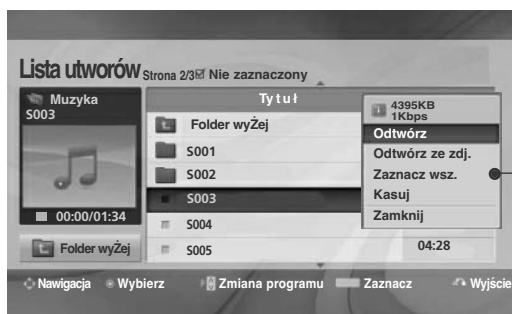 Lista utworów Strona 2/3 Nie zaznaczony
Muzyka
S003
00:00/01:34
Folder wyŻej
Tytuł
Folder wyŻej
S001
S002
S003
S004
S005
04:28
4395KB
1Kbps
Odtwórz
Odtwórz ze zdj.
Zaznacz wsz.
Kasuj
Zamknij
Nawigacja Wybierz Zmiana programu Zaznacz Wyjście